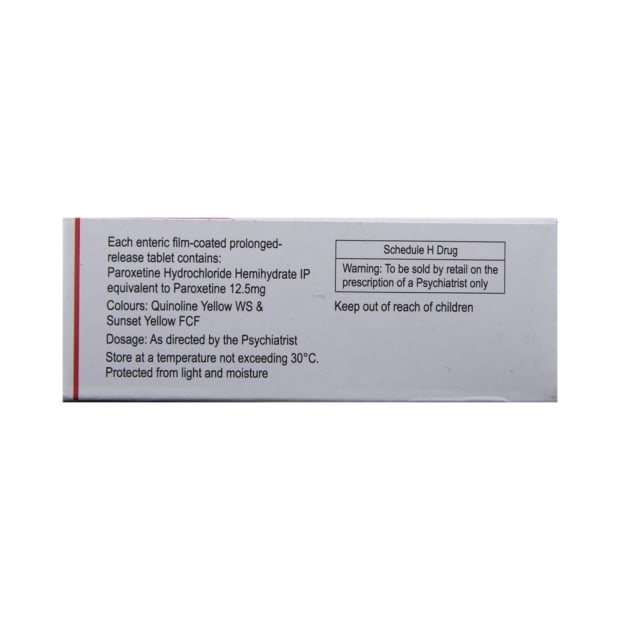 Each enteric film-coated prolonged-
release tablet contains:
Paroxetine Hydrochloride Hemihydrate IP
equivalent to Paroxetine 12.5mg
Colours: Quinoline Yellow WS &
Sunset Yellow FCF
Dosage: As directed by the Psychiatrist
Store at a temperature not exceeding 30°C.
Protected from light and moisture
Schedule H Drug
Warning: To be sold by retail on the
prescription of a Psychiatrist only
Keep out of reach of children